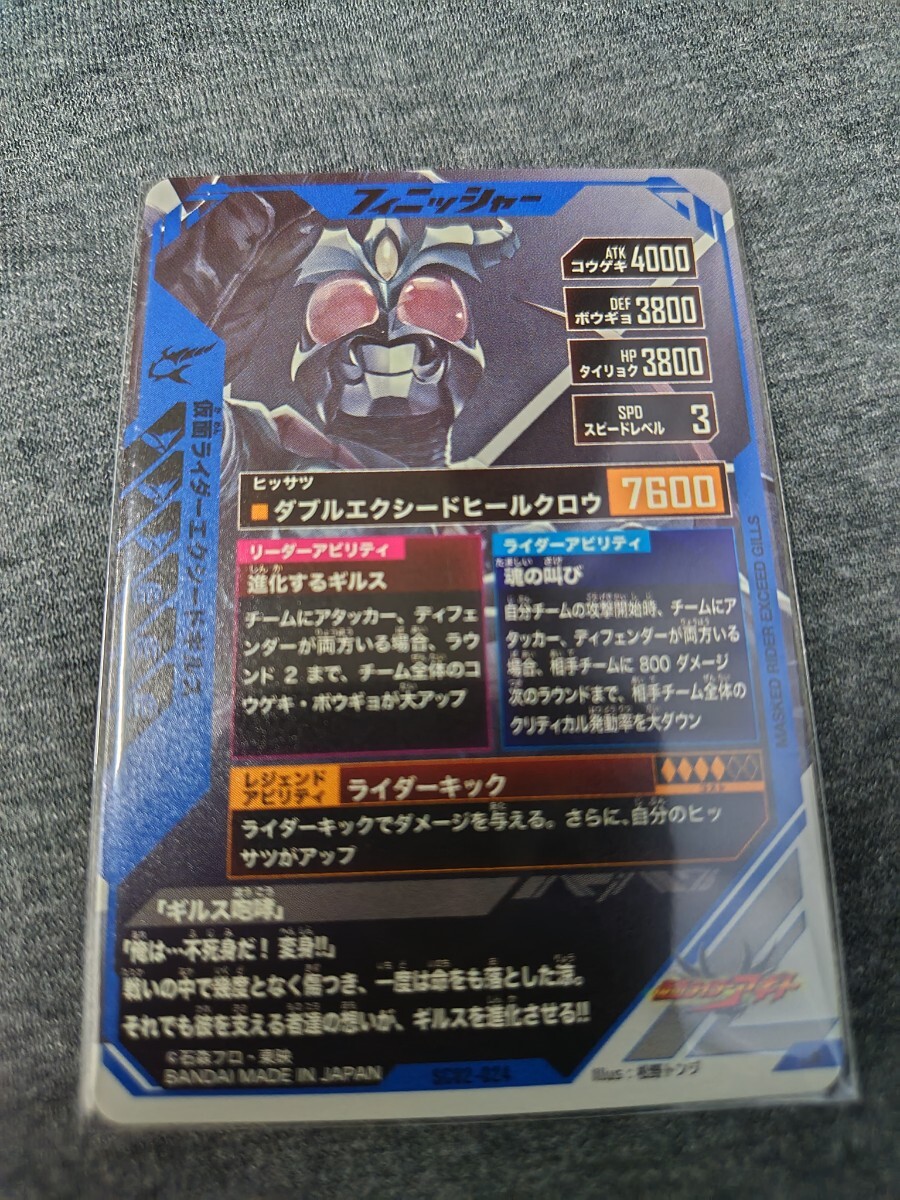 フィニッシャー
ATK
コウゲキ 4000
DEF
ボウギョ 3800
HP
タイリョク 3800
SPD
スピードレベル 3
仮面ライダーエクシードギルス
MASKED RIDER EXCEED GILLS
ヒッサツ
ダブルエクシードヒールクロウ 7600
リーダーアビリティ
進化するギルス
チームにアタッカー、ディフェ
ンダーが両方いる場合、ラウ
ンド 2 まで、チーム全体のコ
ウゲキ・ボウギョが大アップ
ライダーアビリティ
魂の叫び
自分チームの攻撃開始時、チームにア
タッカー、ディフェンダーが両方いる
場合、相手チームに 800 ダメージ
次のラウンドまで、相手チーム全体の
クリティカル発動率を大ダウン
レジェンド
アビリティ
ライダーキック
コスト
ライダーキックでダメージを与える。さらに、自分のヒッ
サツがアップ
「ギルス咆哮」
「俺は…不死身だ! 変身!!」
戦いの中で幾度となく傷つき、一度は命をも落とした涼。
それでも彼を支える者達の想いが、ギルスを進化させる!!
©石森プロ・東映
BANDAI MADE IN JAPAN
SC02-024
Illus:松野トンジ
仮面ライダーアギト